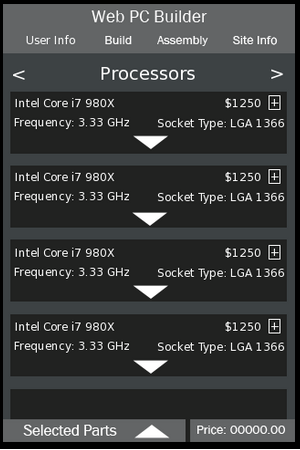 Web PC Builder
User Info Build Assembly Site Info
< Processors >
Intel Core i7 980X $1250 +
Frequency: 3.33 GHz Socket Type: LGA 1366
Intel Core i7 980X $1250 +
Frequency: 3.33 GHz Socket Type: LGA 1366
Intel Core i7 980X $1250 +
Frequency: 3.33 GHz Socket Type: LGA 1366
Intel Core i7 980X $1250 +
Frequency: 3.33 GHz Socket Type: LGA 1366
Selected Parts Price: 00000.00